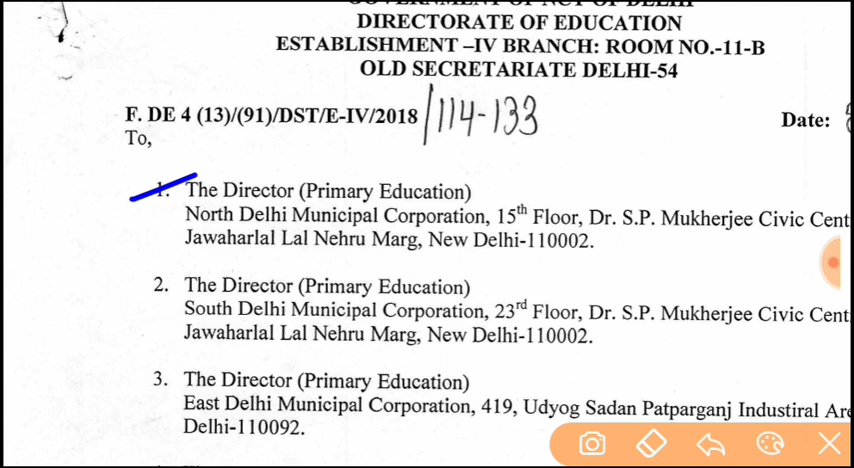 DIRECTORATE OF EDUCATION
ESTABLISHMENT –IV BRANCH: ROOM NO.-11-B
OLD SECRETARIATE DELHI-54
F. DE 4 (13)/(91)/DST/E-IV/2018 /114-133 Date:
To,
1. The Director (Primary Education)
North Delhi Municipal Corporation, 15th Floor, Dr. S.P. Mukherjee Civic Cent
Jawaharlal Lal Nehru Marg, New Delhi-110002.
2. The Director (Primary Education)
South Delhi Municipal Corporation, 23rd Floor, Dr. S.P. Mukherjee Civic Cent
Jawaharlal Lal Nehru Marg, New Delhi-110002.
3. The Director (Primary Education)
East Delhi Municipal Corporation, 419, Udyog Sadan Patparganj Industiral Are
Delhi-110092.